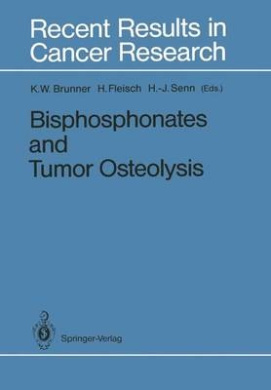 Recent Results in
Cancer Research
K.W. Brunner H. Fleisch H.-J. Senn (Eds.)
Bisphosphonates
and
Tumor Osteolysis
Springer-Verlag